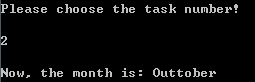 Please choose the task number!
2
Now, the month is: Outtober